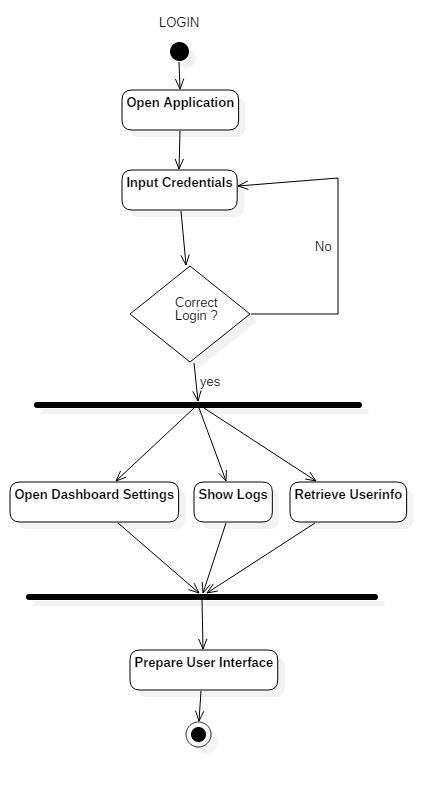 LOGIN
Open Application
Input Credentials
No
Correct
Login ?
yes
Open Dashboard Settings
Show Logs
Retrieve Userinfo
Prepare User Interface